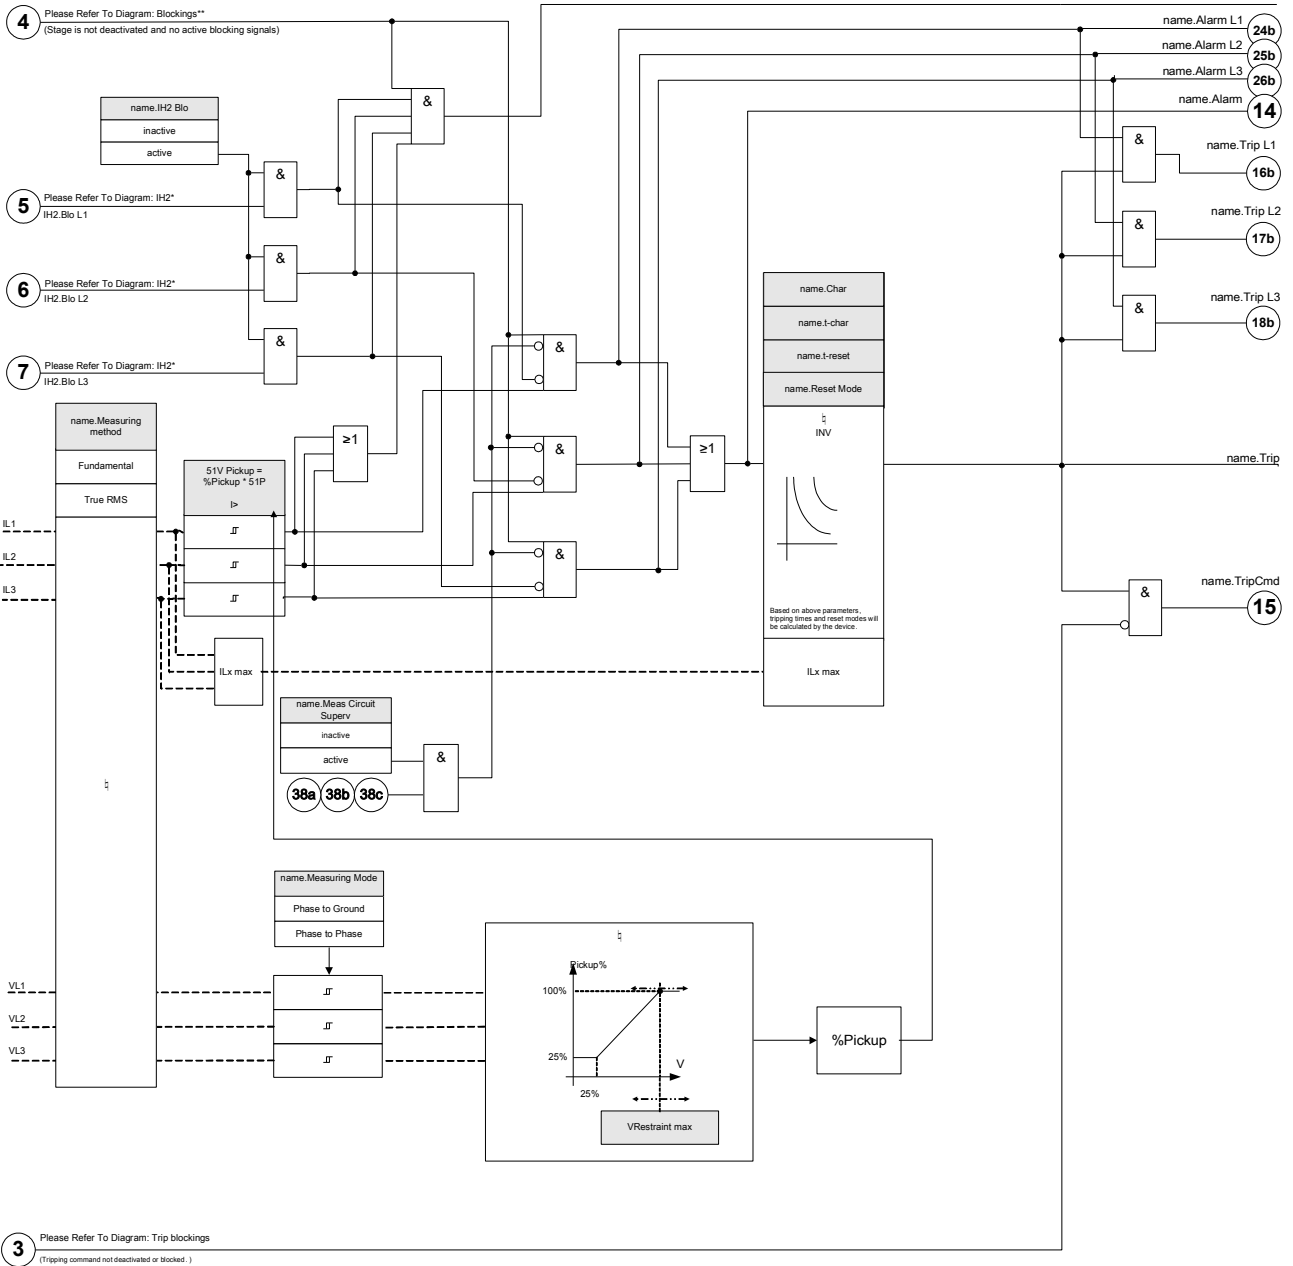 4
Please Refer To Diagram: Blockings**
(Stage is not deactivated and no active blocking signals)
name.Alarm L1
24b
name.Alarm L2
25b
name.Alarm L3
26b
name.Alarm
14
name.IH2 Blo
inactive
active
&
&
name.Trip L1
16b
&
5
Please Refer To Diagram: IH2*
IH2.Blo L1
&
name.Trip L2
17b
&
6
Please Refer To Diagram: IH2*
IH2.Blo L2
&
name.Trip L3
18b
&
7
Please Refer To Diagram: IH2*
IH2.Blo L3
&
name.Char
name.t-char
name.t-reset
name.Reset Mode
INV
name.Measuring
method
Fundamental
True RMS
≥1
&
≥1
name.Trip
51V Pickup =
%Pickup * 51P
I>
IL1
IL2
IL3
&
name.TripCmd
15
&
Based on above parameters,
tripping times and reset modes will
be calculated by the device.
ILx max
ILx max
name.Meas Circuit
Superv
inactive
active
&
38a
38b
38c
name.Measuring Mode
Phase to Ground
Phase to Phase
VL1
VL2
VL3
Pickup%
100%
25%
V
25%
VRestraint max
%Pickup
3
Please Refer To Diagram: Trip blockings
(Tripping command not deactivated or blocked. )